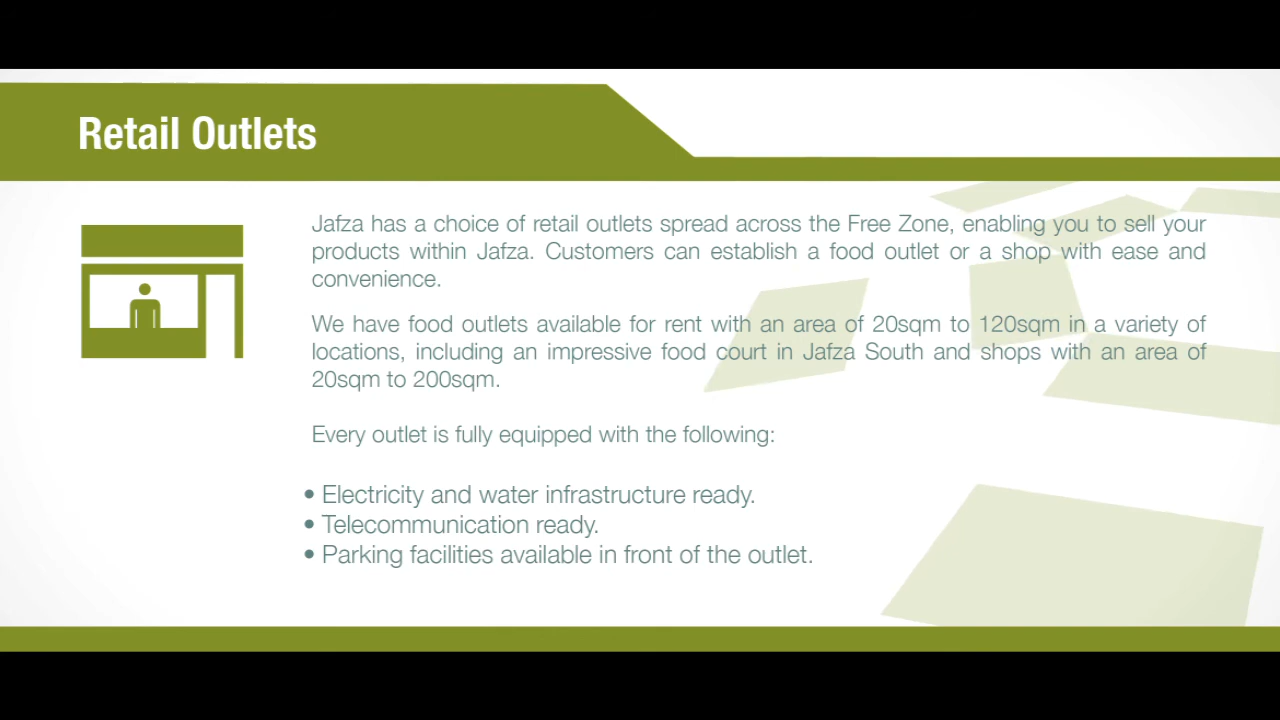 Retail Outlets
Jafza has a choice of retail outlets spread across the Free Zone, enabling you to sell your
products within Jafza. Customers can establish a food outlet or a shop with ease and
convenience.
We have food outlets available for rent with an area of 20sqm to 120sqm in a variety of
locations, including an impressive food court in Jafza South and shops with an area of
20sqm to 200sqm.
Every outlet is fully equipped with the following:
• Electricity and water infrastructure ready.
• Telecommunication ready.
• Parking facilities available in front of the outlet.